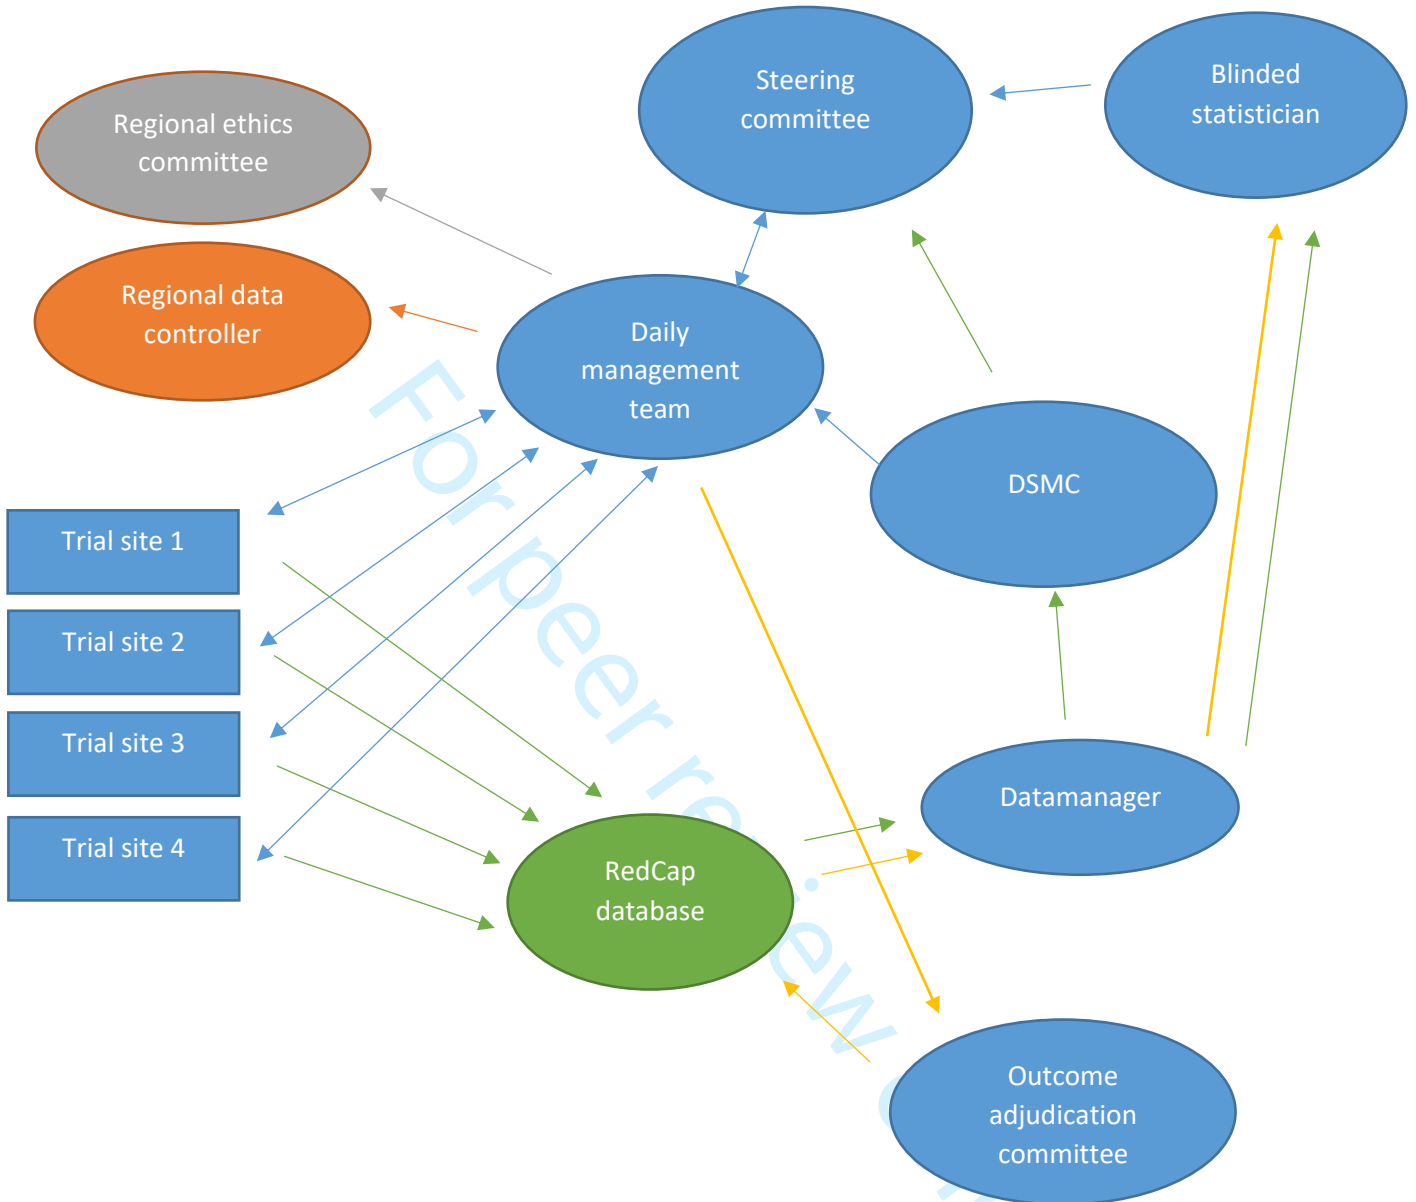 Steering
committee
Blinded
statistician
Regional ethics
committee
Regional data
controller
Daily
management
team
DSMC
Trial site 1
Trial site 2
Trial site 3
Trial site 4
Datamanager
RedCap
database
Outcome
adjudication
committee
For peer review